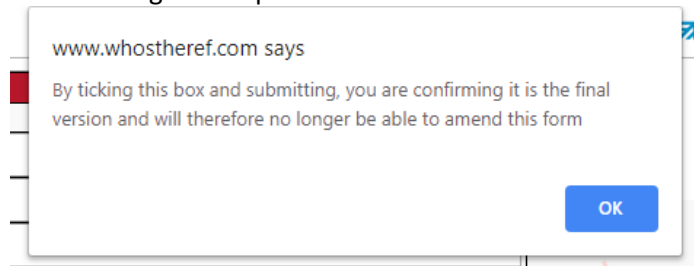 www.whostheref.com says
By ticking this box and submitting, you are confirming it is the final
version and will therefore no longer be able to amend this form
OK